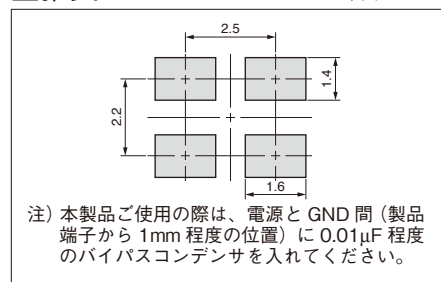 2.5
1.4
2.2
1.6
注）本製品ご使用の際は、電源と GND 間（製品
端子から 1mm 程度の位置）に 0.01μF 程度
のバイパスコンデンサを入れてください。